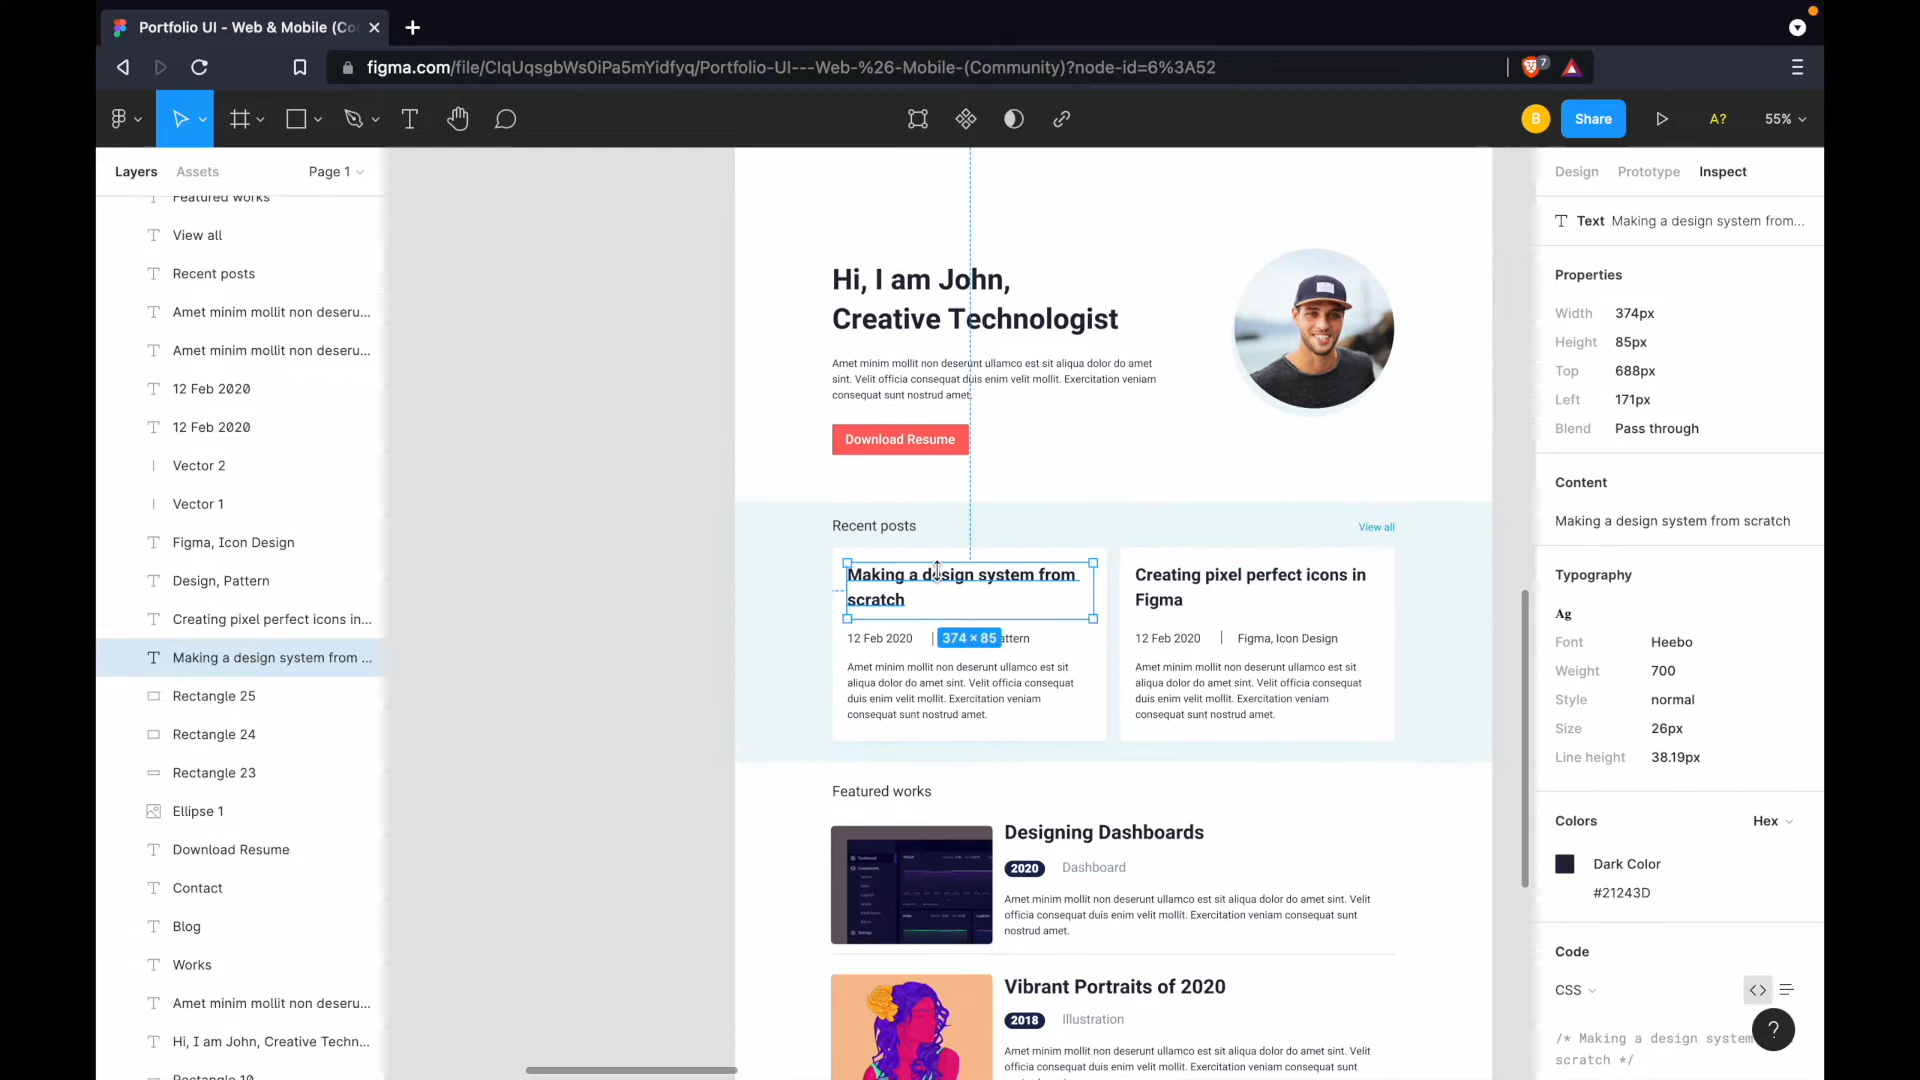 Portfolio UI - Web & Mobile (Co
figma.com/file/ClqUqsgbWs0iPa5mYidfyq/Portfolio-UI---Web-%26-Mobile-(Community)?node-id=6%3A52
7
B
Share
A?
55%
Layers
Assets
Page 1
Featured works
View all
Recent posts
Amet minim mollit non deseru...
Amet minim mollit non deseru...
12 Feb 2020
12 Feb 2020
Vector 2
Vector 1
Figma, Icon Design
Design, Pattern
Creating pixel perfect icons in...
Making a design system from ...
Rectangle 25
Rectangle 24
Rectangle 23
Ellipse 1
Download Resume
Contact
Blog
Works
Amet minim mollit non deseru...
Hi, I am John, Creative Techn...
Rectangle 10
Hi, I am John,
Creative Technologist
Amet minim mollit non deserunt ullamco est sit aliqua dolor do amet
sint. Velit officia consequat duis enim velit mollit. Exercitation veniam
consequat sunt nostrud amet.
Download Resume
Recent posts
View all
Making a design system from
scratch
12 Feb 2020
374 × 85
attern
Amet minim mollit non deserunt ullamco est sit
aliqua dolor do amet sint. Velit officia consequat
duis enim velit mollit. Exercitation veniam
consequat sunt nostrud amet.
Creating pixel perfect icons in
Figma
12 Feb 2020
Figma, Icon Design
Amet minim mollit non deserunt ullamco est sit
aliqua dolor do amet sint. Velit officia consequat
duis enim velit mollit. Exercitation veniam
consequat sunt nostrud amet.
Featured works
Designing Dashboards
2020
Dashboard
Amet minim mollit non deserunt ullamco est sit aliqua dolor do amet sint. Velit
officia consequat duis enim velit mollit. Exercitation veniam consequat sunt
nostrud amet.
Vibrant Portraits of 2020
2018
Illustration
Amet minim mollit non deserunt ullamco est sit aliqua dolor do amet sint. Velit
Design
Prototype
Inspect
Text
Making a design system from...
Properties
Width
374px
Height
85px
Top
688px
Left
171px
Blend
Pass through
Content
Making a design system from scratch
Typography
Ag
Font
Heebo
Weight
700
Style
normal
Size
26px
Line height
38.19px
Colors
Hex
Dark Color
#21243D
Code
CSS
/* Making a design system
scratch */
?